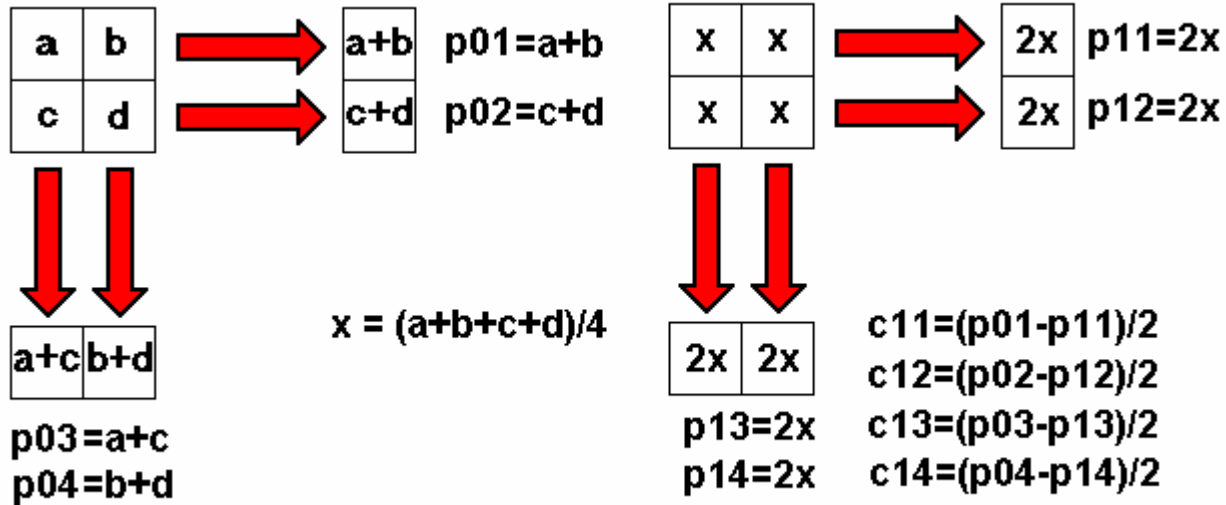 a b
a+b p01=a+b
c d
c+d p02=c+d
x x
2x p11=2x
x x
2x p12=2x
a+c b+d
p03=a+c
p04=b+d
x = (a+b+c+d)/4
2x 2x
p13=2x
p14=2x
c11=(p01-p11)/2
c12=(p02-p12)/2
c13=(p03-p13)/2
c14=(p04-p14)/2